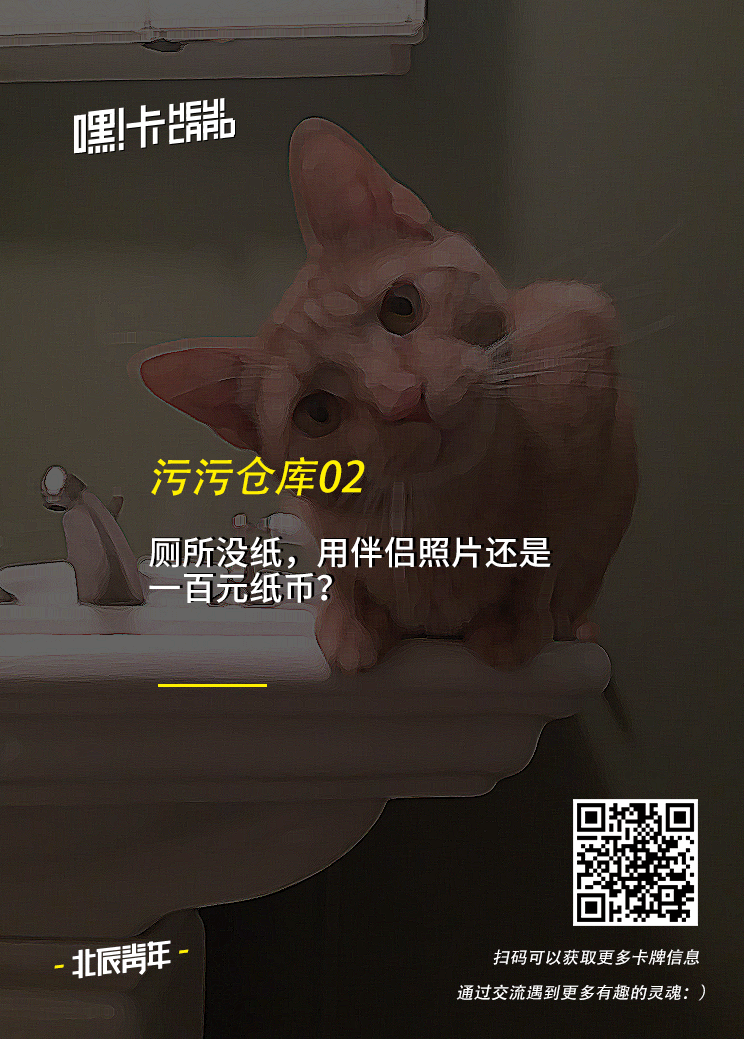 嘿!卡 HEY! CARD
污污仓库02
厕所没纸，用伴侣照片还是
一百元纸币？
- 北辰青年 -
扫码可以获取更多卡牌信息
通过交流遇到更多有趣的灵魂：）